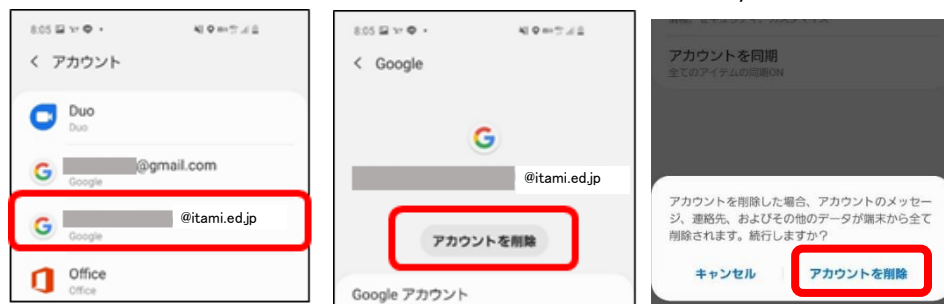 8:05
< アカウント
Duo
Duo
@gmail.com
Google
@itami.ed.jp
Google
Office
Office
8:05
< Google
@itami.ed.jp
アカウントを削除
Google アカウント
アカウントを同期
全てのアイテムの同期ON
アカウントを削除した場合、アカウントのメッセー
ジ、連絡先、およびその他のデータが端末から全て
削除されます。続行しますか？
キャンセル
アカウントを削除